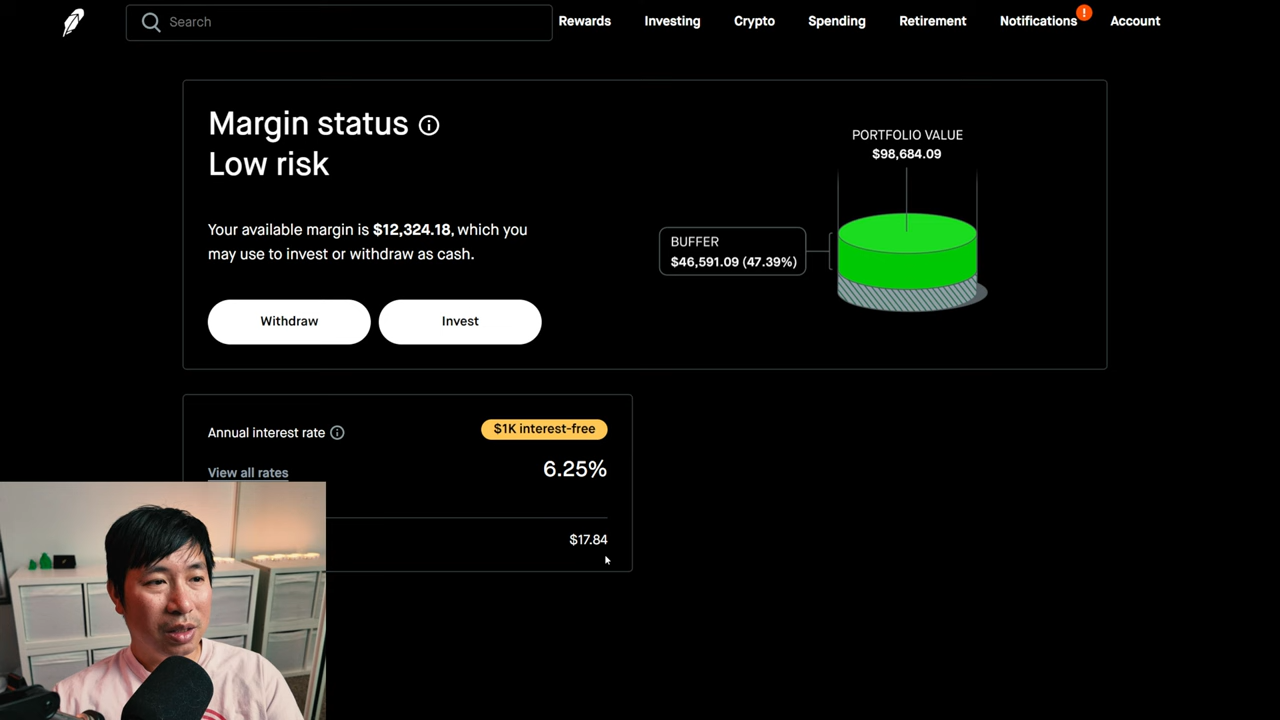 Search
Rewards
Investing
Crypto
Spending
Retirement
Notifications
!
Account
Margin status
Low risk
Your available margin is $12,324.18, which you
may use to invest or withdraw as cash.
Withdraw
Invest
PORTFOLIO VALUE
$98,684.09
BUFFER
$46,591.09 (47.39%)
Annual interest rate
$1K interest-free
View all rates
6.25%
$17.84